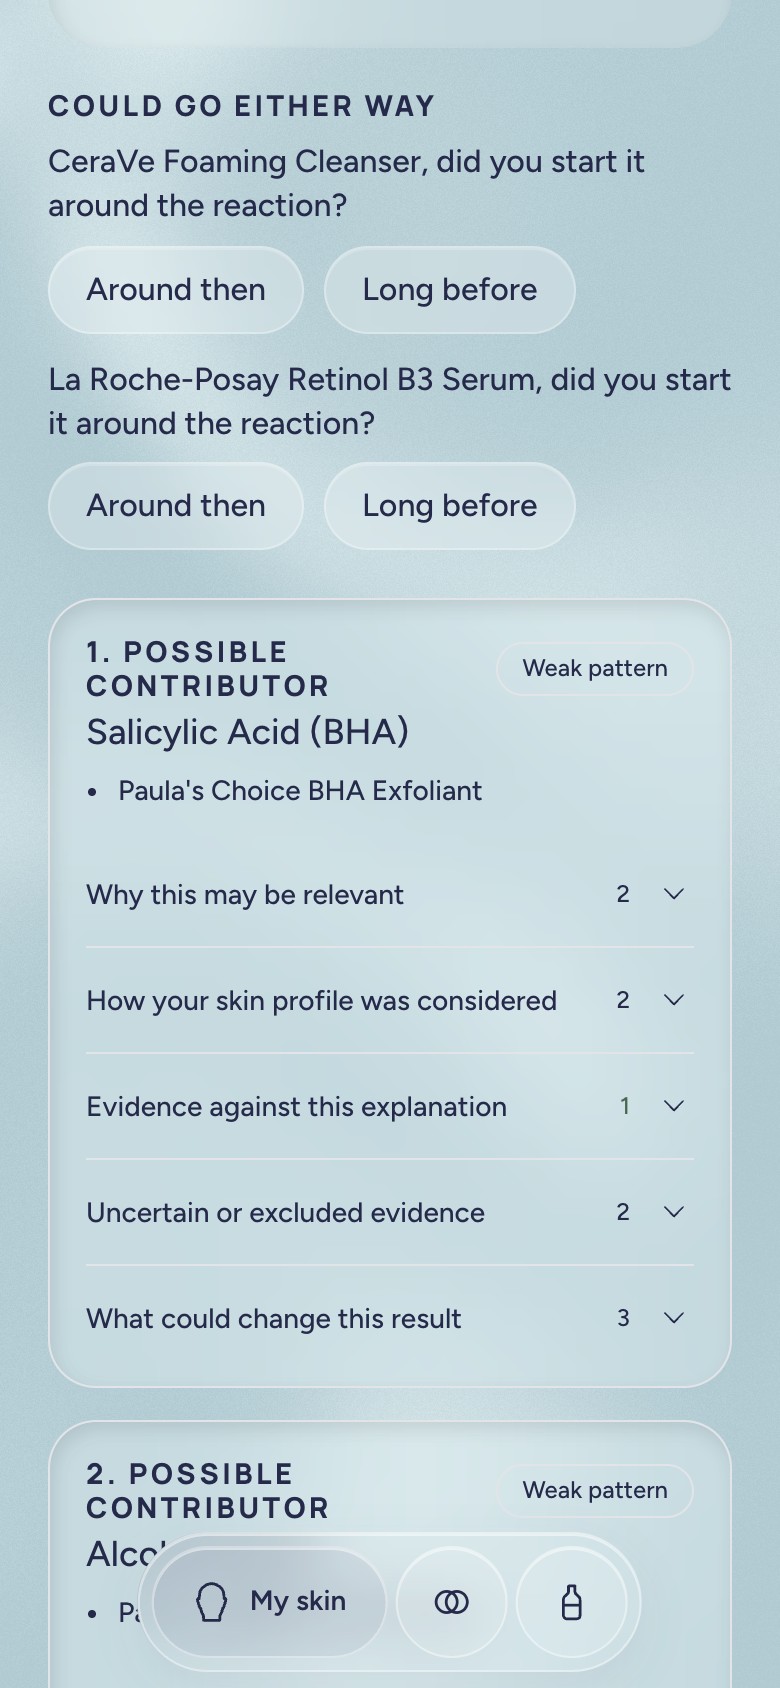 COULD GO EITHER WAY
CeraVe Foaming Cleanser, did you start it
around the reaction?
Around then
Long before
La Roche-Posay Retinol B3 Serum, did you start
it around the reaction?
Around then
Long before
1. POSSIBLE
CONTRIBUTOR
Weak pattern
Salicylic Acid (BHA)
• Paula's Choice BHA Exfoliant
Why this may be relevant 2
How your skin profile was considered 2
Evidence against this explanation 1
Uncertain or excluded evidence 2
What could change this result 3
2. POSSIBLE
CONTRIBUTOR
Weak pattern
My skin